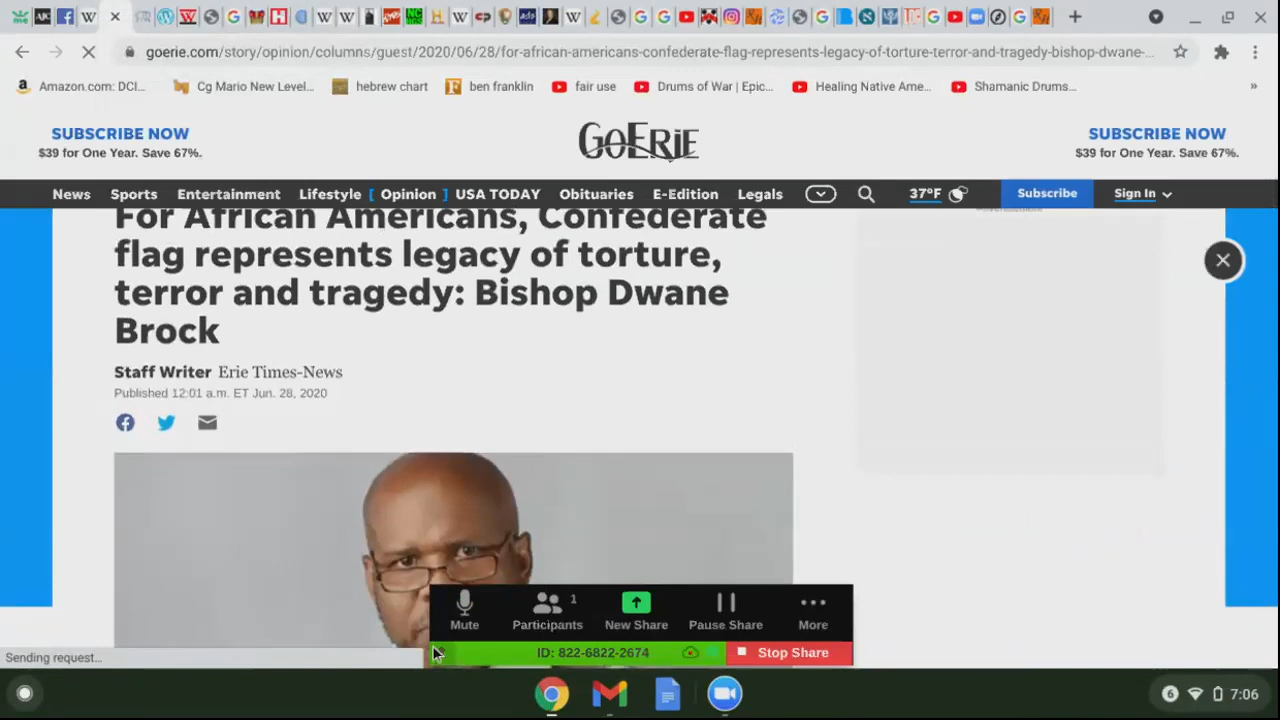 goerie.com/story/opinion/columns/guest/2020/06/28/for-african-americans-confederate-flag-represents-legacy-of-torture-terror-and-tragedy-bishop-dwane-...
Amazon.com: DCI...
Cg Mario New Level...
hebrew chart
ben franklin
fair use
Drums of War | Epic...
Healing Native Ame...
Shamanic Drums...
»
SUBSCRIBE NOW
$39 for One Year. Save 67%.
GOERIE
SUBSCRIBE NOW
$39 for One Year. Save 67%.
News Sports Entertainment Lifestyle [ Opinion ] USA TODAY Obituaries E-Edition Legals 37°F Subscribe Sign In
For African Americans, Confederate
flag represents legacy of torture,
terror and tragedy: Bishop Dwane
Brock
Staff Writer Erie Times-News
Published 12:01 a.m. ET Jun. 28, 2020
1
Mute Participants New Share Pause Share More
ID: 822-6822-2674 Stop Share
Sending request...
6 7:06